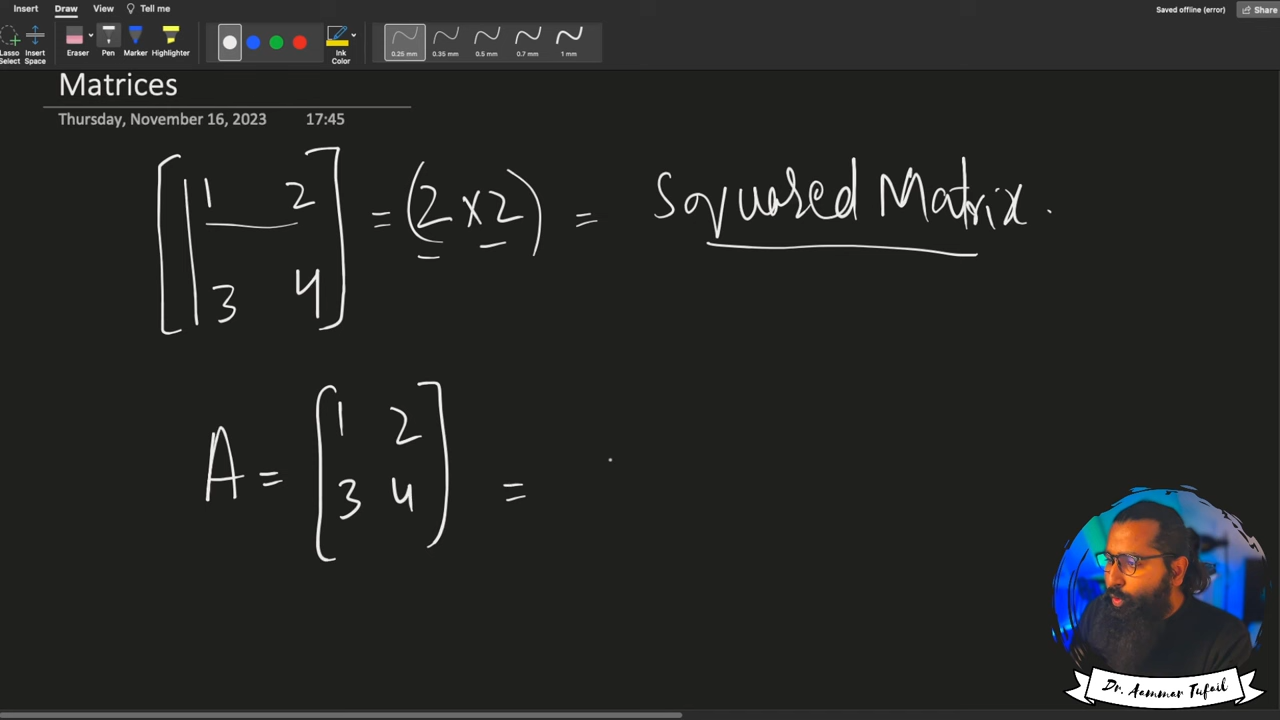 Insert Draw View Tell me
Saved offline (error) Share
Lasso Select Insert Space Eraser Pen Marker Highlighter Ink Color 0.25 mm 0.35 mm 0.5 mm 0.7 mm 1 mm
Matrices
Thursday, November 16, 2023 17:45
[1 2
3 4] = (2 × 2) = Squared Matrix.
A = [1 2
3 4] =
Dr. Aammar Tufail